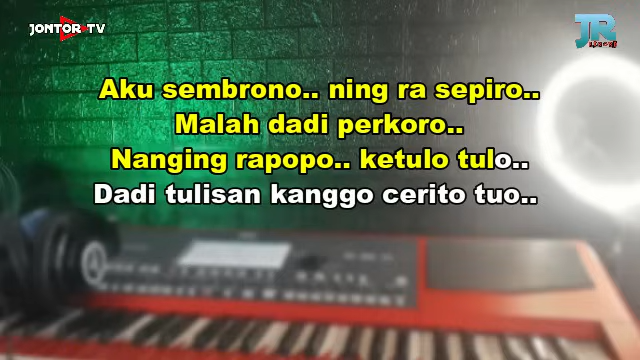 JONTOR TV
JR
Aku sembrono.. ning ra sepiro..
Malah dadi perkoro..
Nanging rapopo.. ketulo tulo..
Dadi tulisan kanggo cerito tuo..